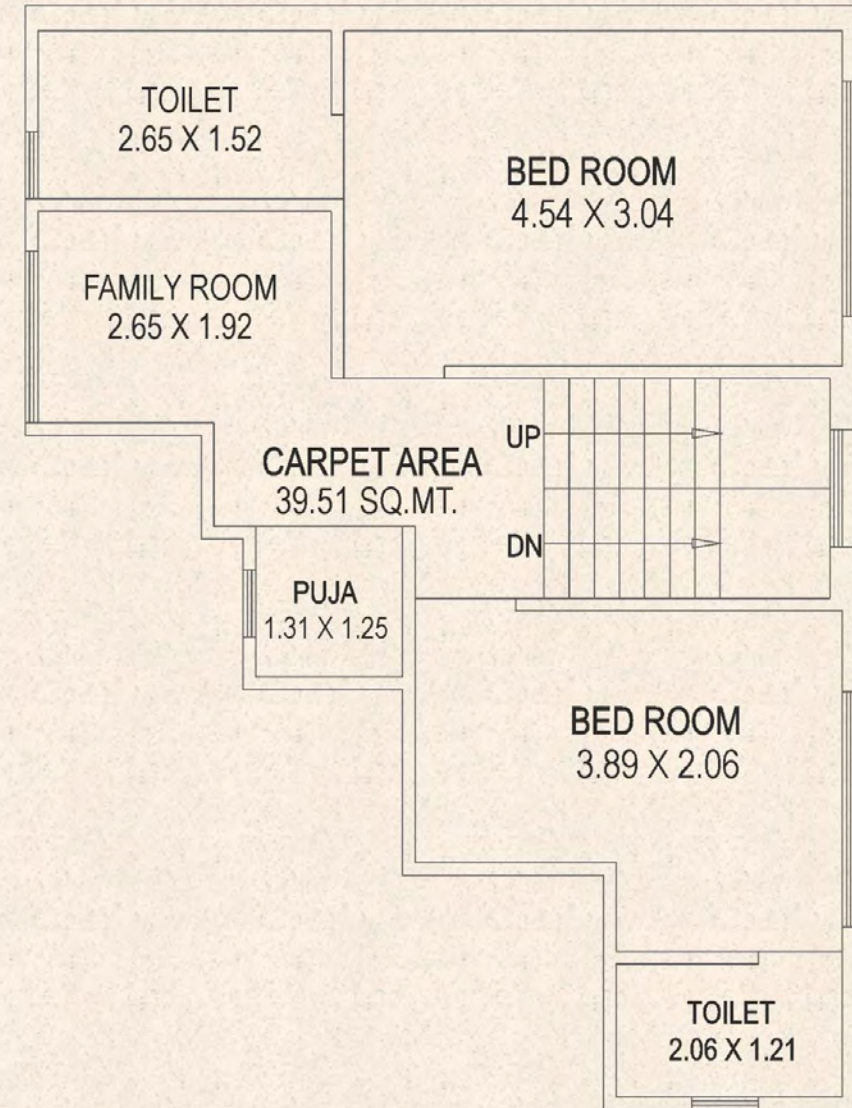 TOILET
2.65 X 1.52
BED ROOM
4.54 X 3.04
FAMILY ROOM
2.65 X 1.92
UP
CARPET AREA
39.51 SQ.MT.
DN
PUJA
1.31 X 1.25
BED ROOM
3.89 X 2.06
TOILET
2.06 X 1.21